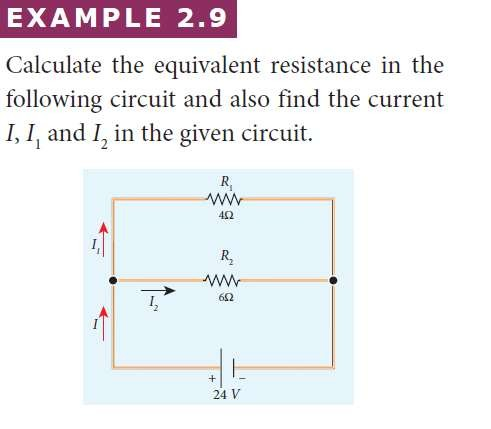 EXAMPLE 2.9
Calculate the equivalent resistance in the
following circuit and also find the current
I, I₁ and I₂ in the given circuit.
R₁
4Ω
I₁
R₂
6Ω
I₂
I
+ −
24 V